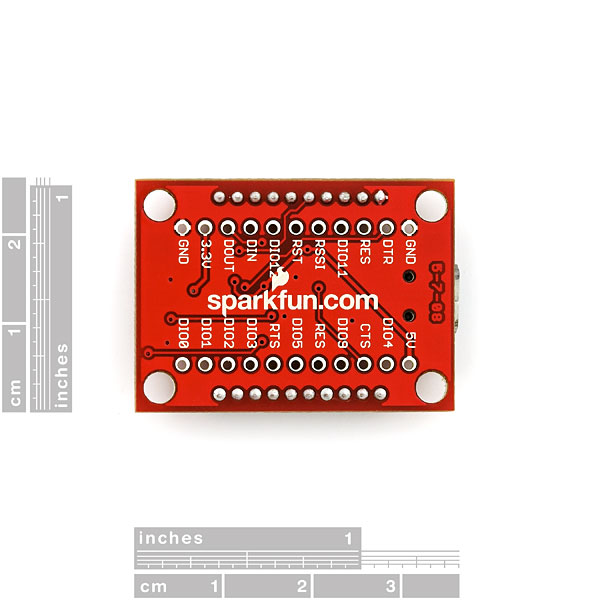 GND
3.3V
DOUT
DIN
DIO12
RST
RSSI
DIO11
RES
DTR
GND
sparkfun.com
6-7-08
DIO0
DIO1
DIO2
DIO3
RTS
DIO5
RES
DIO9
CTS
DIO4
5V
cm 1 2
inches 1
inches 1
cm 1 2 3